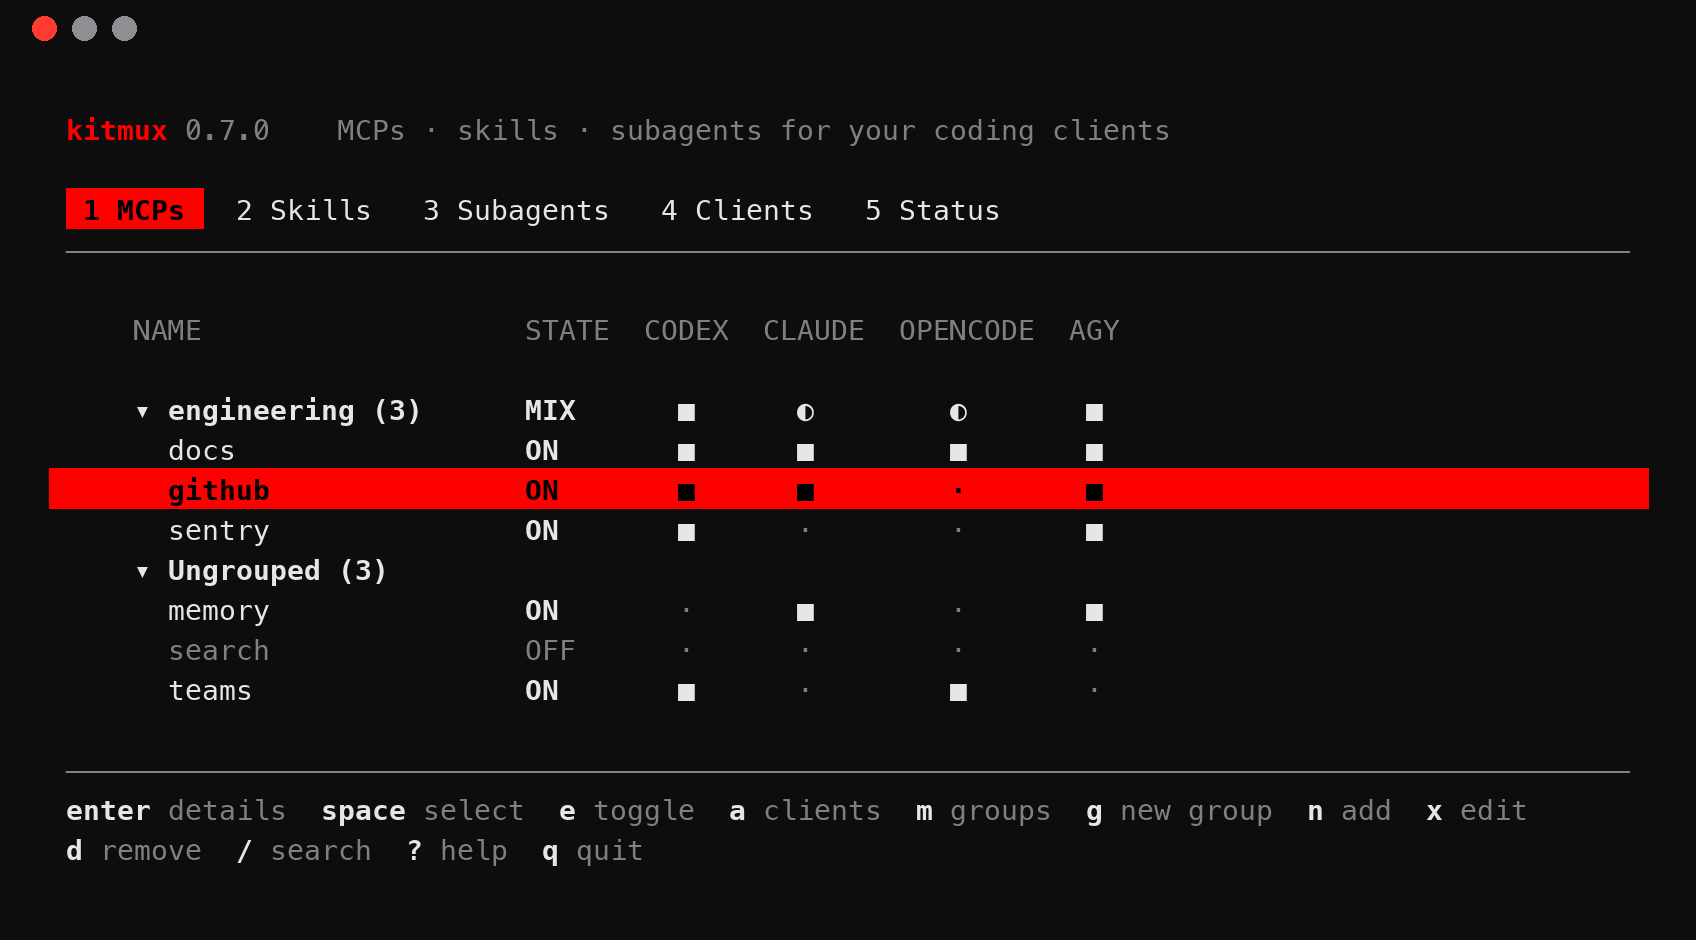 kitmux 0.7.0    MCPs · skills · subagents for your coding clients
1 MCPs   2 Skills   3 Subagents   4 Clients   5 Status
NAME   STATE  CODEX  CLAUDE  OPENCODE  AGY
▾ engineering (3)   MIX   ■   ◐   ◐   ■
docs   ON   ■   ■   ■   ■
github   ON   ■   ■   ·   ■
sentry   ON   ■   ·   ·   ■
▾ Ungrouped (3)
memory   ON   ·   ■   ·   ■
search   OFF   ·   ·   ·   ·
teams   ON   ■   ·   ■   ·
enter details  space select  e toggle  a clients  m groups  g new group  n add  x edit
d remove  / search  ? help  q quit